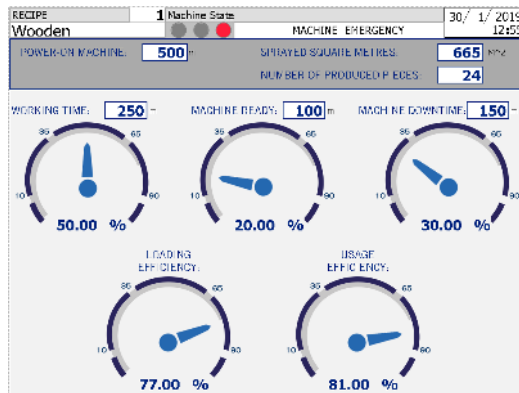 RECIPE 1 Machine State 30/ 1/ 2019
Wooden MACHINE EMERGENCY 12:55
POWER-ON MACHINE: 500 SPRAYED SQUARE METRES: 665
NUMBER OF PRODUCED PIECES: 24
WORKING TIME: 250 MACHINE READY: 100 m MACHINE DOWNTIME: 150
35 65 35 65 35 65
10 90 10 90 10 90
50.00 % 20.00 % 30.00 %
LOADING EFFICIENCY: USAGE EFFICIENCY:
35 65 35 65
10 90 10 90
77.00 % 81.00 %